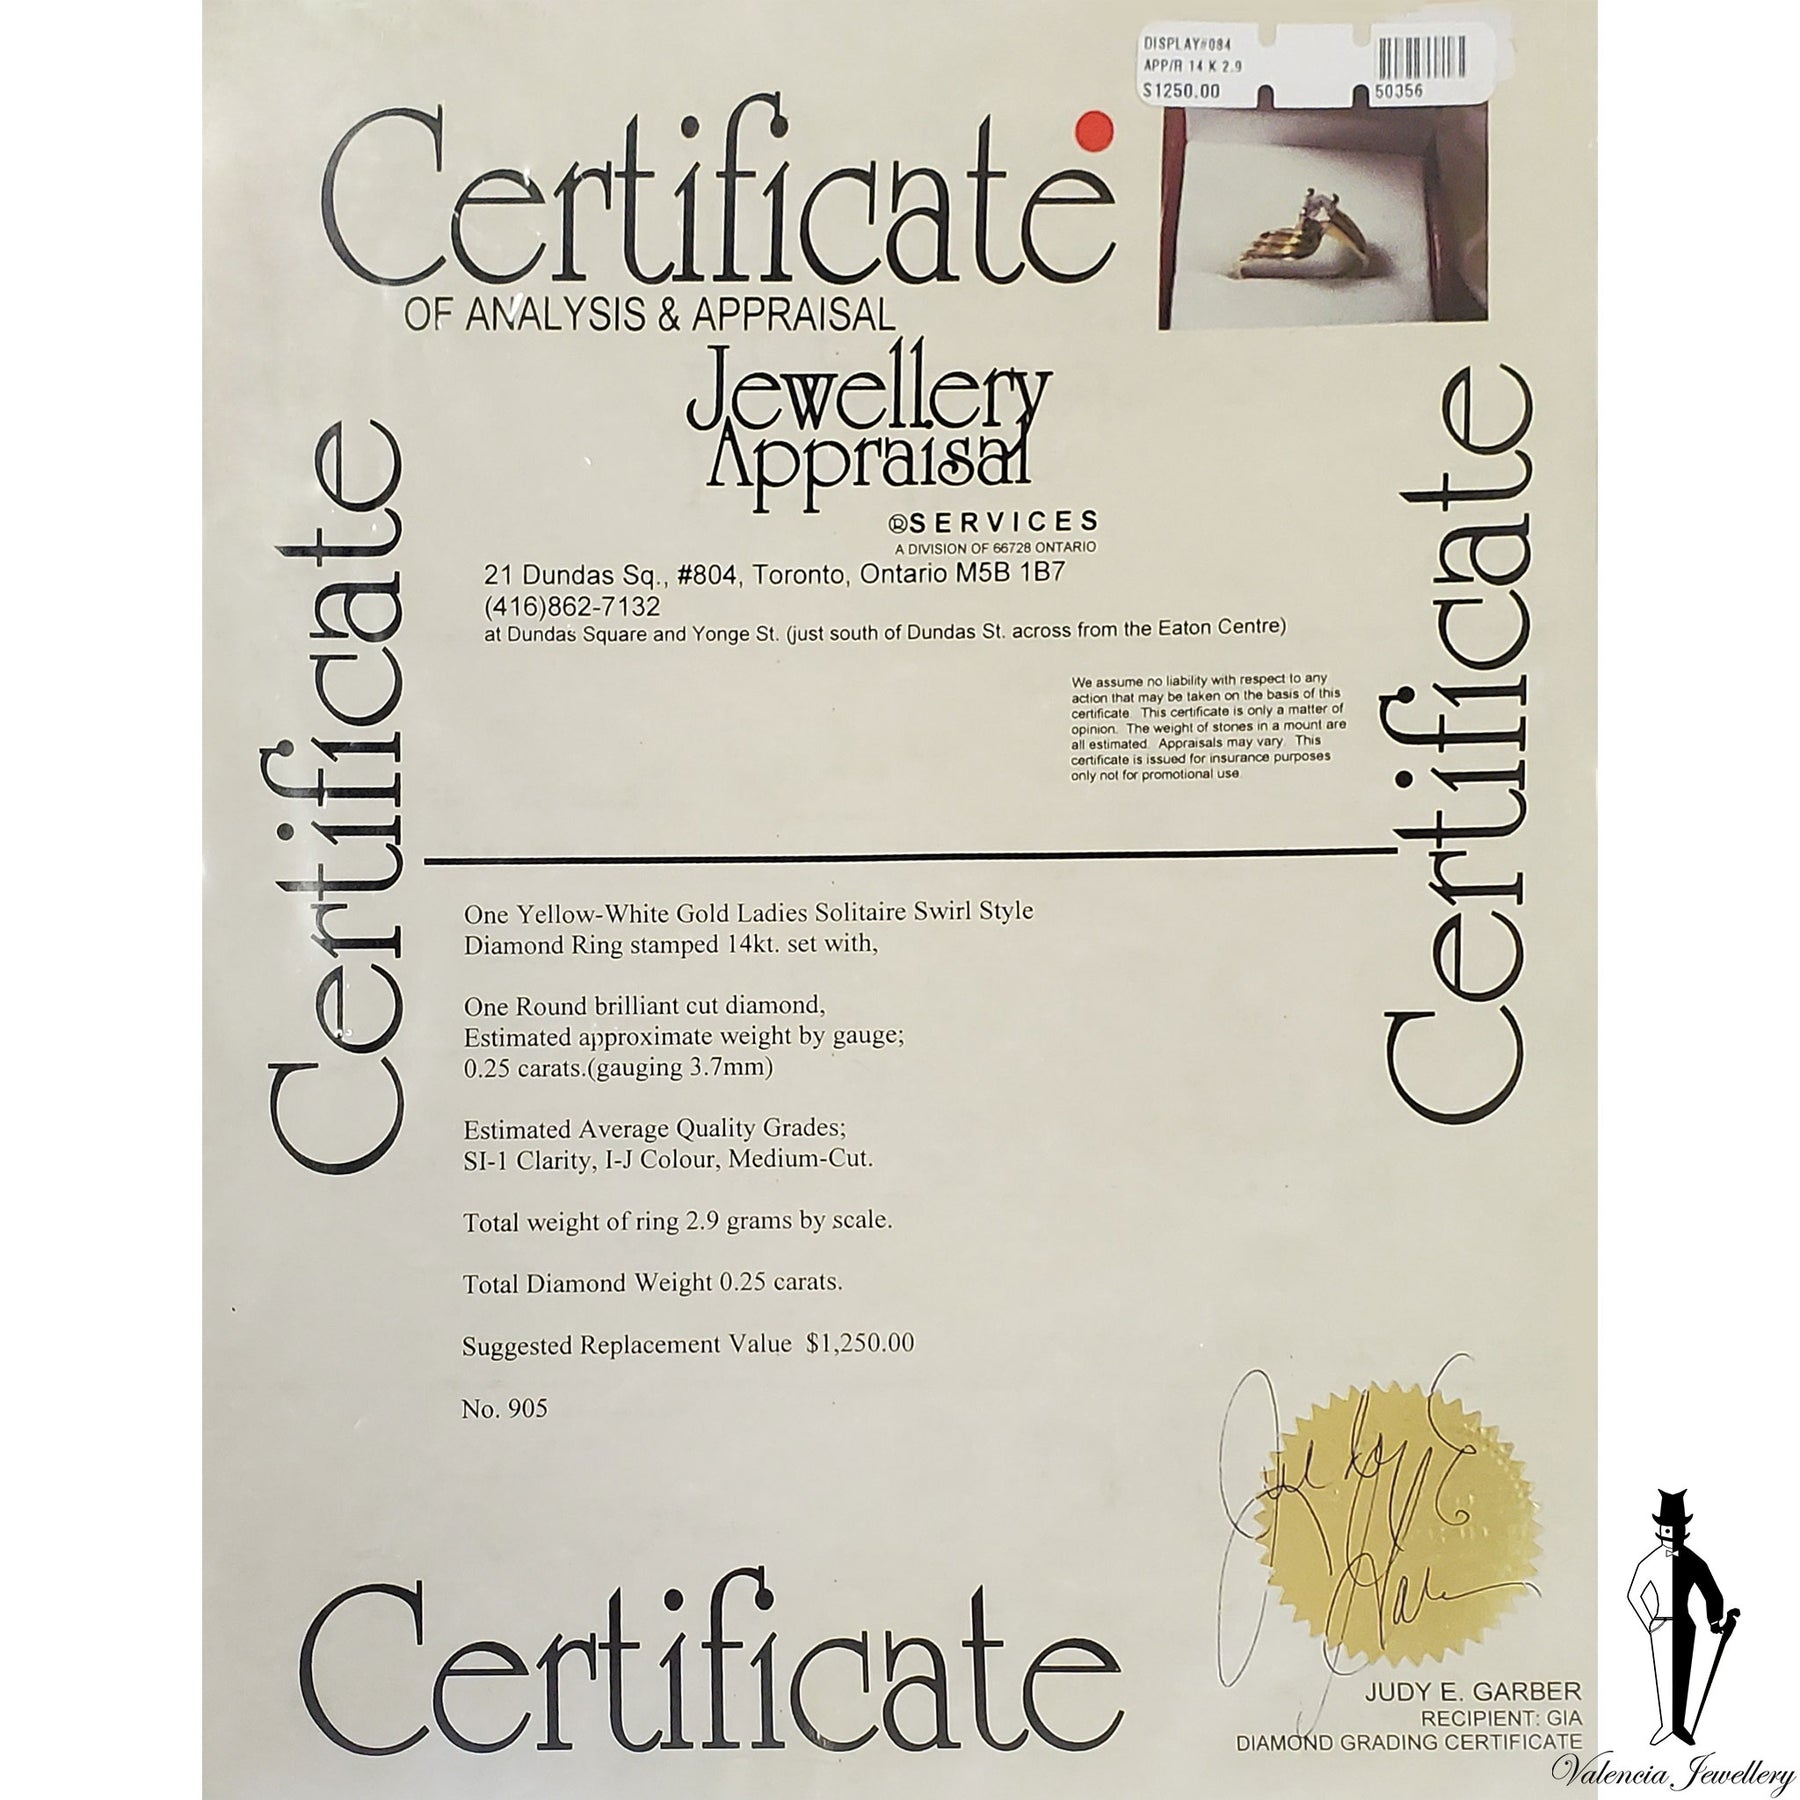 DISPLAY#084
APP/R 14 K 2.9
$1250.00
50356
Certificate
OF ANALYSIS & APPRAISAL
Jewellery
Appraisal
®SERVICES
A DIVISION OF 66728 ONTARIO
21 Dundas Sq., #804, Toronto, Ontario M5B 1B7
(416)862-7132
at Dundas Square and Yonge St. (just south of Dundas St. across from the Eaton Centre)
We assume no liability with respect to any
action that may be taken on the basis of this
certificate. This certificate is only a matter of
opinion. The weight of stones in a mount are
all estimated. Appraisals may vary. This
certificate is issued for insurance purposes
only not for promotional use.
Certificate
Certificate
One Yellow-White Gold Ladies Solitaire Swirl Style
Diamond Ring stamped 14kt. set with,
One Round brilliant cut diamond,
Estimated approximate weight by gauge;
0.25 carats.(gauging 3.7mm)
Estimated Average Quality Grades;
SI-1 Clarity, I-J Colour, Medium-Cut.
Total weight of ring 2.9 grams by scale.
Total Diamond Weight 0.25 carats.
Suggested Replacement Value $1,250.00
No. 905
Certificate
JUDY E. GARBER
RECIPIENT: GIA
DIAMOND GRADING CERTIFICATE
Valencia Jewellery